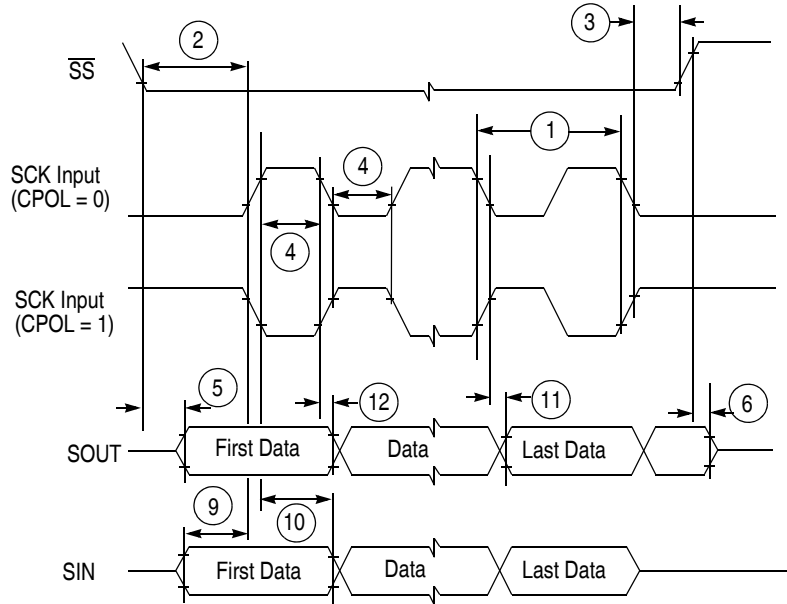 3
2
SS
1
SCK Input
(CPOL = 0)
4
4
SCK Input
(CPOL = 1)
5
12
11
6
SOUT
First Data
Data
Last Data
9
10
SIN
First Data
Data
Last Data